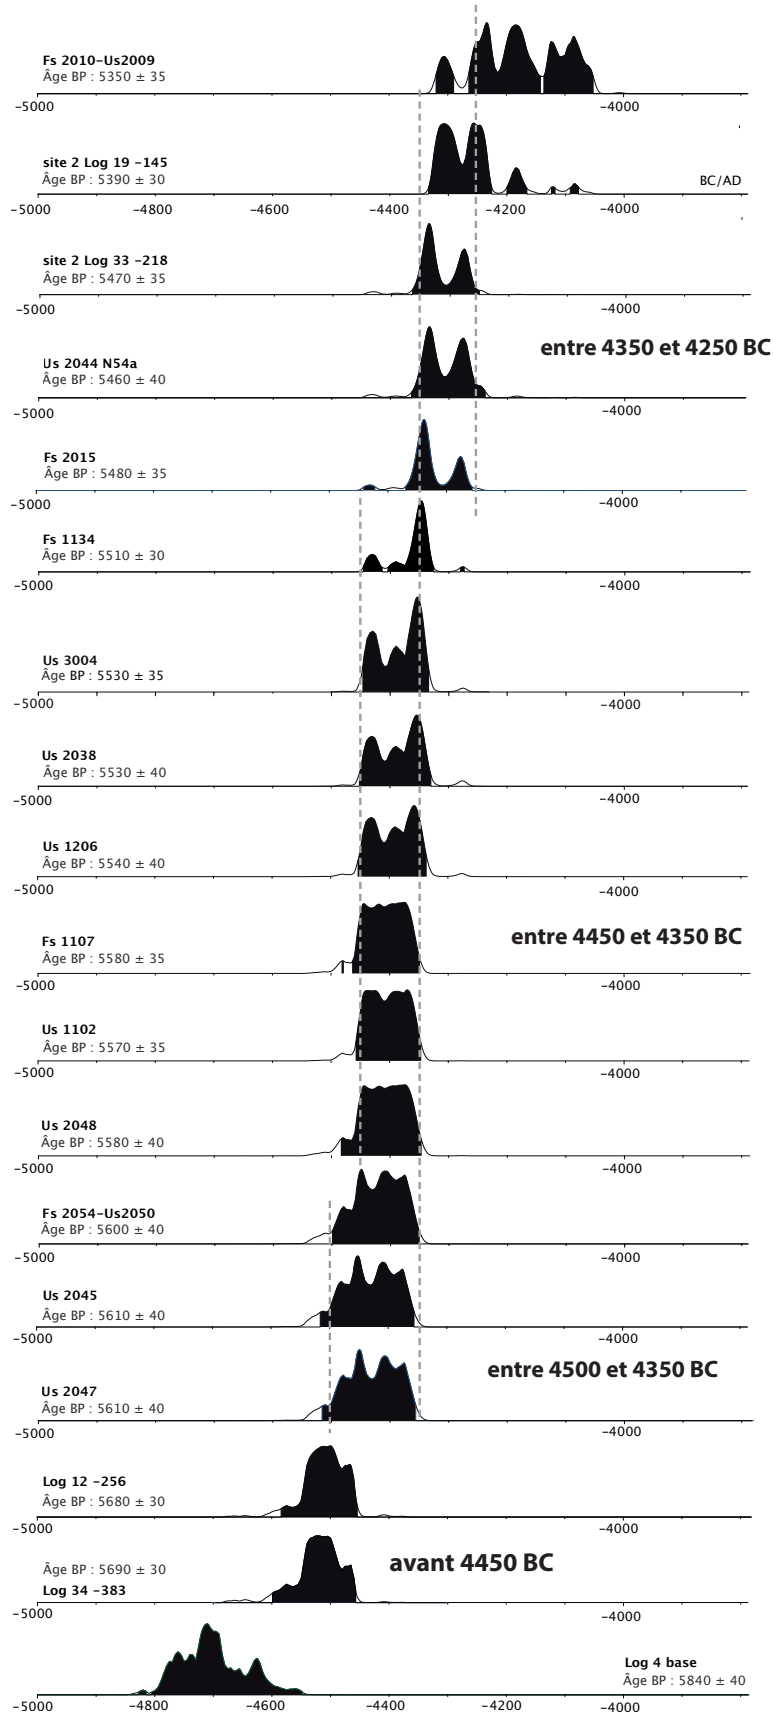 Fs 2010-Us2009
Âge BP : 5350 ± 35
-5000
-4000
site 2 Log 19 -145
Âge BP : 5390 ± 30
BC/AD
-5000
-4800
-4600
-4400
-4200
-4000
site 2 Log 33 -218
Âge BP : 5470 ± 35
-5000
-4000
entre 4350 et 4250 BC
Us 2044 N54a
Âge BP : 5460 ± 40
-5000
-4000
Fs 2015
Âge BP : 5480 ± 35
-5000
-4000
Fs 1134
Âge BP : 5510 ± 30
-5000
-4000
Us 3004
Âge BP : 5530 ± 35
-5000
-4000
Us 2038
Âge BP : 5530 ± 40
-5000
-4000
Us 1206
Âge BP : 5540 ± 40
-5000
-4000
Fs 1107
entre 4450 et 4350 BC
Âge BP : 5580 ± 35
-5000
-4000
Us 1102
Âge BP : 5570 ± 35
-5000
-4000
Us 2048
Âge BP : 5580 ± 40
-5000
-4000
Fs 2054-Us2050
Âge BP : 5600 ± 40
-5000
-4000
Us 2045
Âge BP : 5610 ± 40
-5000
-4000
entre 4500 et 4350 BC
Us 2047
Âge BP : 5610 ± 40
-5000
-4000
Log 12 -256
Âge BP : 5680 ± 30
-5000
-4000
avant 4450 BC
Âge BP : 5690 ± 30
Log 34 -383
-5000
-4000
Log 4 base
Âge BP : 5840 ± 40
-5000
-4800
-4600
-4400
-4200
-4000